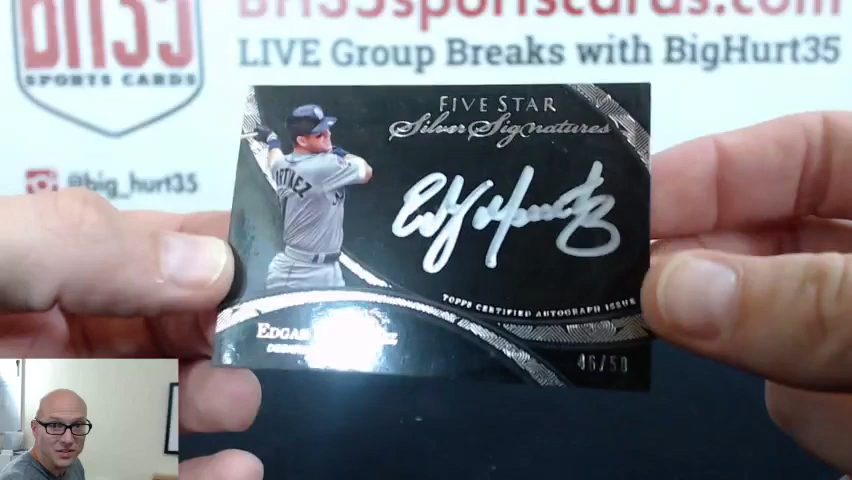 BH35sportscards.com
BH35
LIVE Group Breaks with BigHurt35
SPORTS CARDS
@big_hurt35
FIVE STAR
Silver Signatures
Edgar
TOPPS CERTIFIED AUTOGRAPH ISSUE
46/50